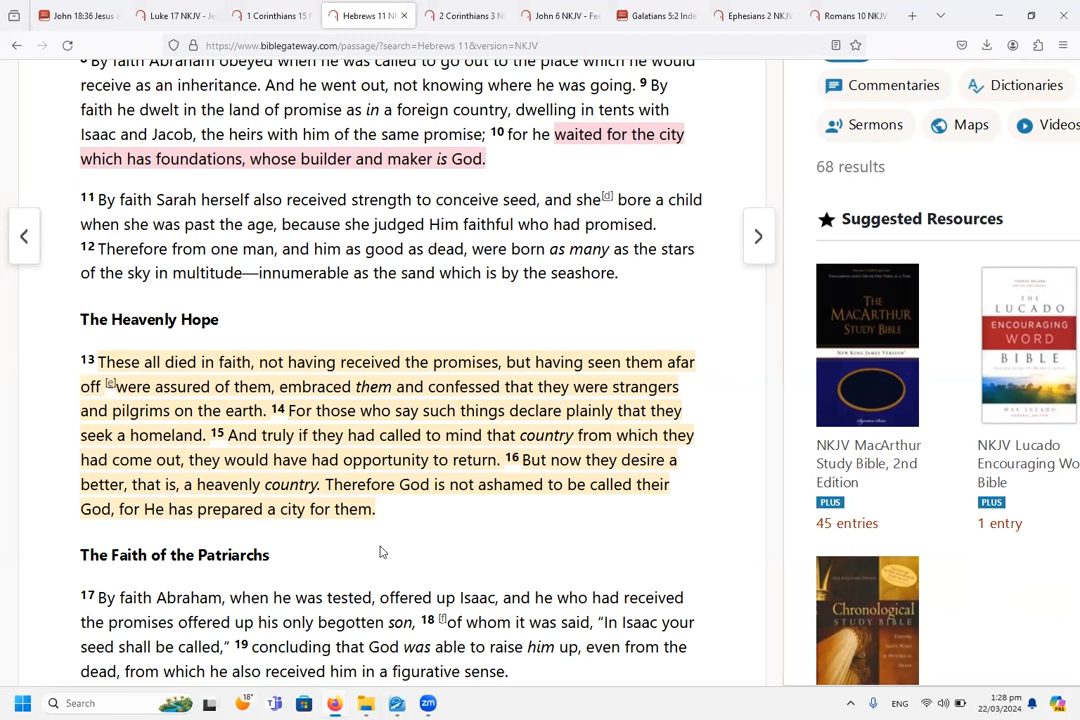 John 18:36 Jesus a
Luke 17 NKJV - Je
1 Corinthians 15 N
Hebrews 11 N
2 Corinthians 3 N
John 6 NKJV - Fe
Galatians 5:2 Inde
Ephesians 2 NKJV
Romans 10 NKJV
https://www.biblegateway.com/passage/?search=Hebrews 11&version=NKJV
8 By faith Abraham obeyed when he was called to go out to the place which he would
receive as an inheritance. And he went out, not knowing where he was going. 9 By
faith he dwelt in the land of promise as in a foreign country, dwelling in tents with
Isaac and Jacob, the heirs with him of the same promise; 10 for he waited for the city
which has foundations, whose builder and maker is God.
11 By faith Sarah herself also received strength to conceive seed, and she[d] bore a child
when she was past the age, because she judged Him faithful who had promised.
12 Therefore from one man, and him as good as dead, were born as many as the stars
of the sky in multitude—innumerable as the sand which is by the seashore.
The Heavenly Hope
13 These all died in faith, not having received the promises, but having seen them afar
off [e]were assured of them, embraced them and confessed that they were strangers
and pilgrims on the earth. 14 For those who say such things declare plainly that they
seek a homeland. 15 And truly if they had called to mind that country from which they
had come out, they would have had opportunity to return. 16 But now they desire a
better, that is, a heavenly country. Therefore God is not ashamed to be called their
God, for He has prepared a city for them.
The Faith of the Patriarchs
17 By faith Abraham, when he was tested, offered up Isaac, and he who had received
the promises offered up his only begotten son, 18 [f]of whom it was said, “In Isaac your
seed shall be called,” 19 concluding that God was able to raise him up, even from the
dead, from which he also received him in a figurative sense.
Commentaries
Dictionaries
Sermons
Maps
Videos
68 results
Suggested Resources
THE
MACARTHUR
STUDY BIBLE
THE
LUCADO
ENCOURAGING
WORD
BIBLE
MAX LUCADO
NKJV MacArthur
Study Bible, 2nd
Edition
PLUS
45 entries
NKJV Lucado
Encouraging Wo
Bible
PLUS
1 entry
Chronological
STUDY BIBLE
Search
18°
ENG
1:28 pm
22/03/2024